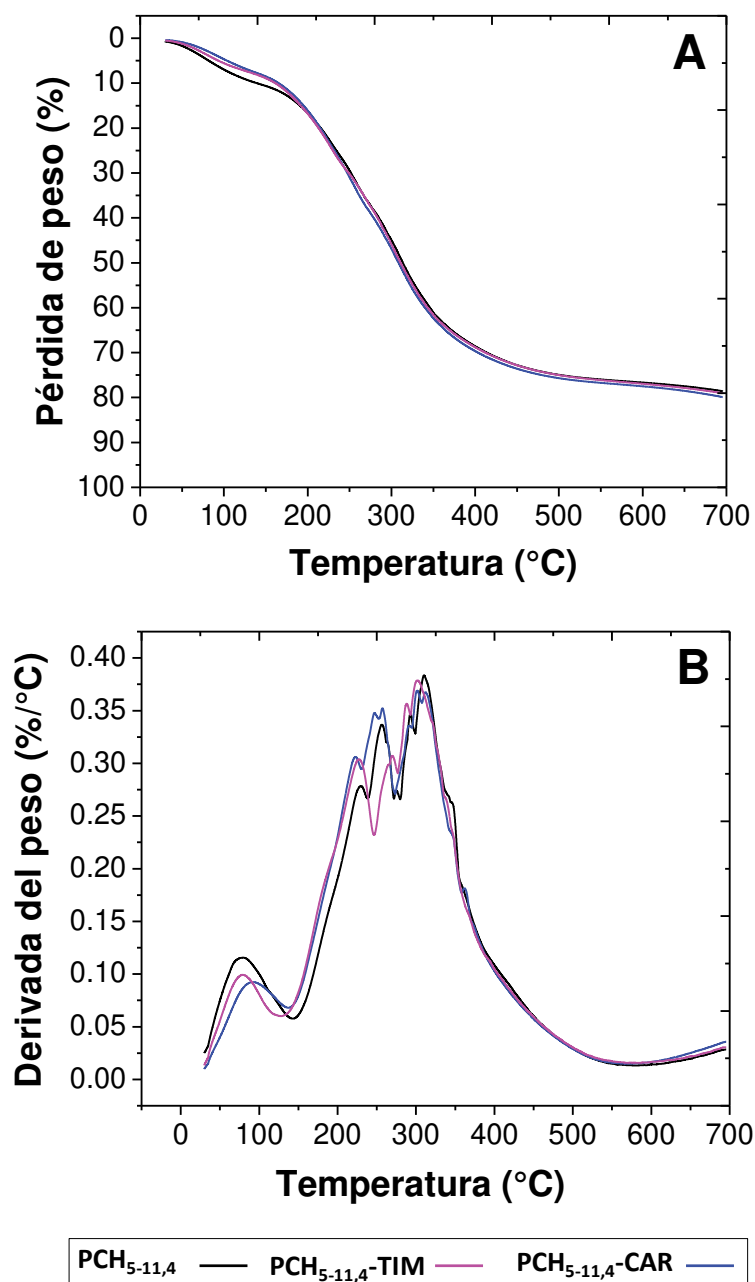 A
0
10
20
30
40
50
60
70
80
90
100
Pérdida de peso (%)
0 100 200 300 400 500 600 700
Temperatura (°C)
B
0.40
0.35
0.30
0.25
0.20
0.15
0.10
0.05
0.00
Derivada del peso (%/°C)
0 100 200 300 400 500 600 700
Temperatura (°C)
PCH5-11,4 PCH5-11,4-TIM PCH5-11,4-CAR